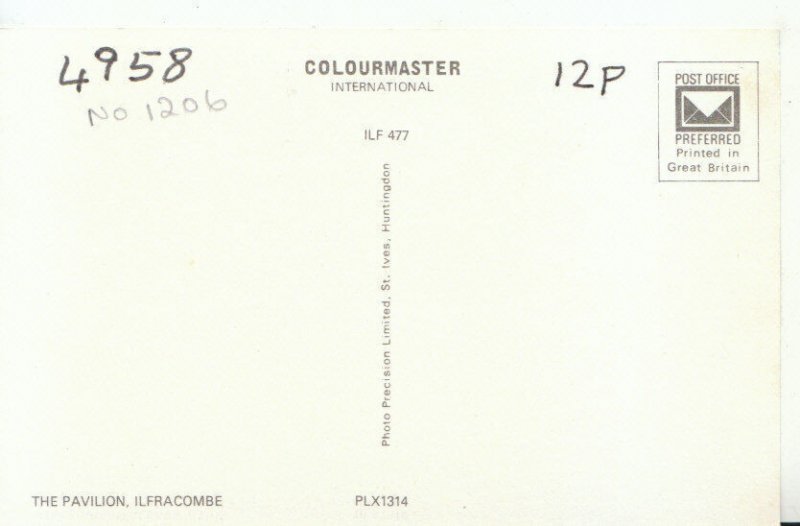 4958
NO 1206
COLOURMASTER
INTERNATIONAL
ILF 477
12P
POST OFFICE
PREFERRED
Printed in
Great Britain
Photo Precision Limited, St. Ives, Huntingdon
THE PAVILION, ILFRACOMBE
PLX1314